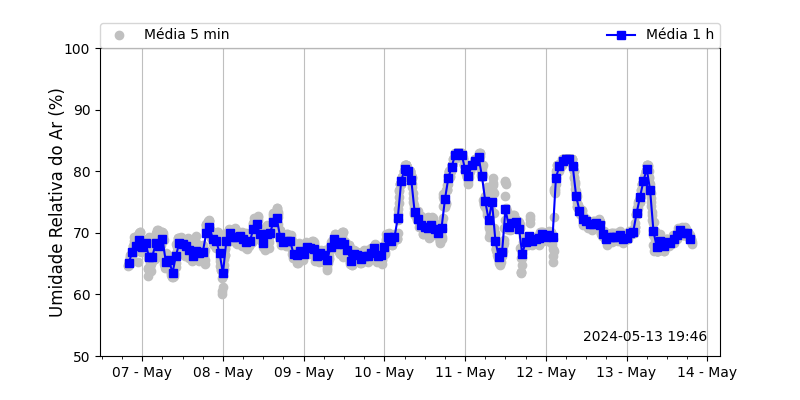 Média 5 min
Média 1 h
Umidade Relativa do Ar (%)
100
90
80
70
60
50
2024-05-13 19:46
07 - May
08 - May
09 - May
10 - May
11 - May
12 - May
13 - May
14 - May